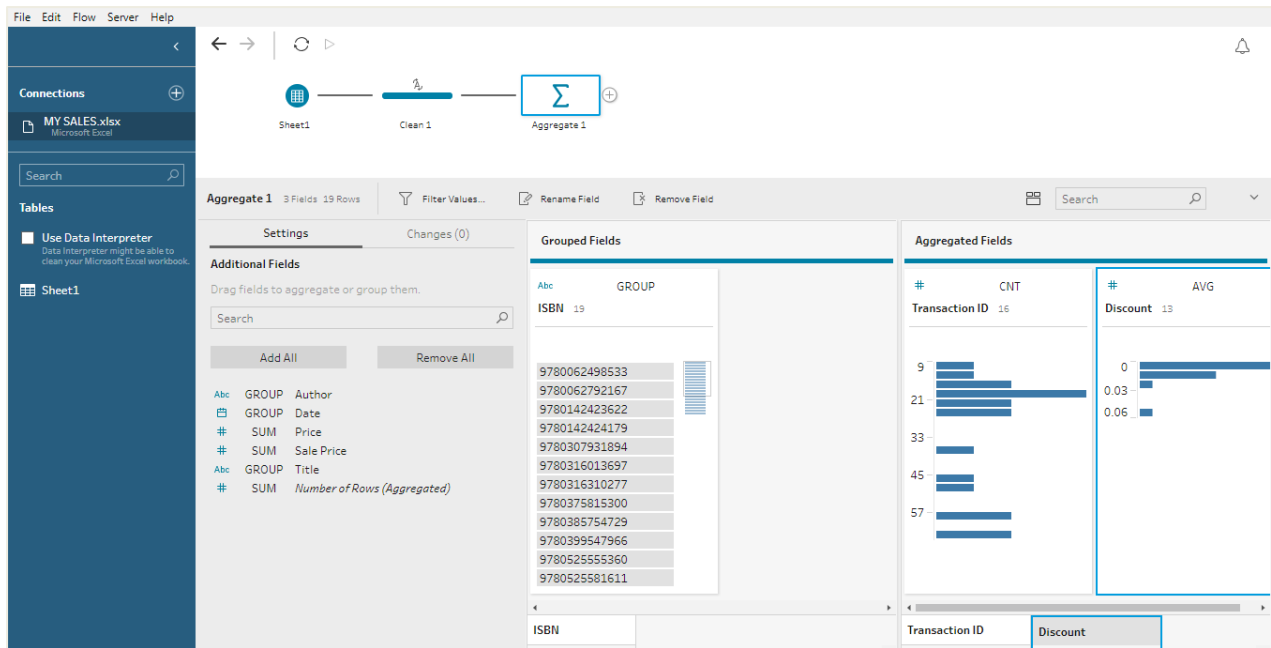 File Edit Flow Server Help
Connections
MY SALES.xlsx
Microsoft Excel
Search
Tables
Use Data Interpreter
Data Interpreter might be able to
clean your Microsoft Excel workbook.
Sheet1
Sheet1
Clean 1
Aggregate 1
Aggregate 1 3 Fields 19 Rows
Filter Values...
Rename Field
Remove Field
Search
Settings
Changes (0)
Additional Fields
Drag fields to aggregate or group them.
Search
Add All
Remove All
Abc GROUP Author
GROUP Date
# SUM Price
# SUM Sale Price
Abc GROUP Title
# SUM Number of Rows (Aggregated)
Grouped Fields
Abc GROUP
ISBN 19
9780062498533
9780062792167
9780142423622
9780142424179
9780307931894
9780316013697
9780316310277
9780375815300
9780385754729
9780399547966
9780525555360
9780525581611
ISBN
Aggregated Fields
# CNT
Transaction ID 16
9
21
33
45
57
# AVG
Discount 13
0
0.03
0.06
Transaction ID
Discount